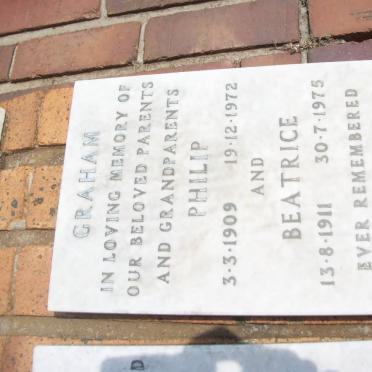 GRAHAM
IN LOVING MEMORY OF
OUR BELOVED PARENTS
AND GRANDPARENTS
PHILIP
3·3·1909 19·12·1972
AND
BEATRICE
13·8·1911 30·7·1975
EVER REMEMBERED
D